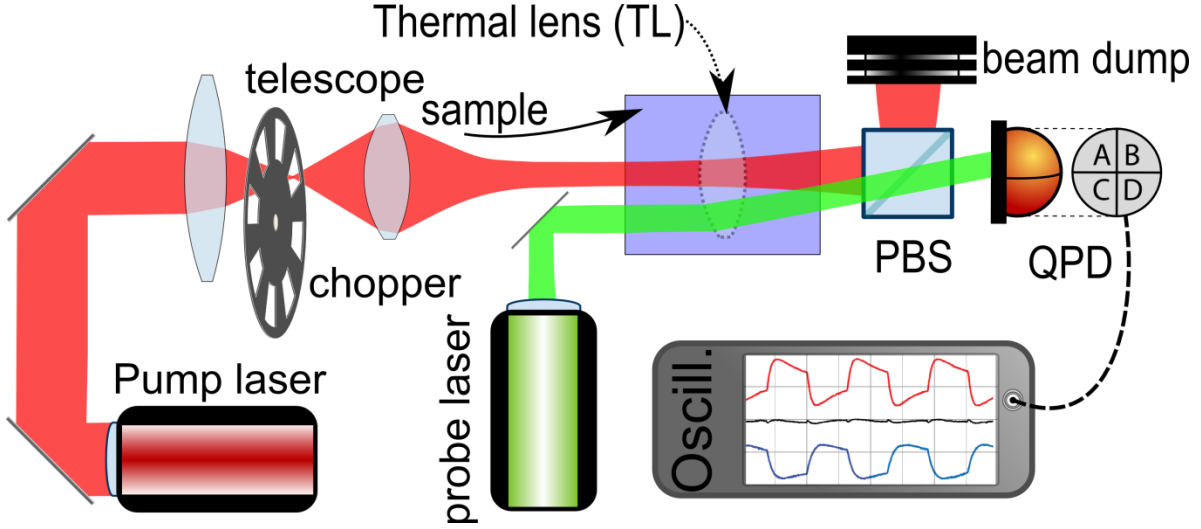 Thermal lens (TL)
telescope
sample
beam dump
A B
C D
PBS
QPD
chopper
Pump laser
probe laser
Oscill.